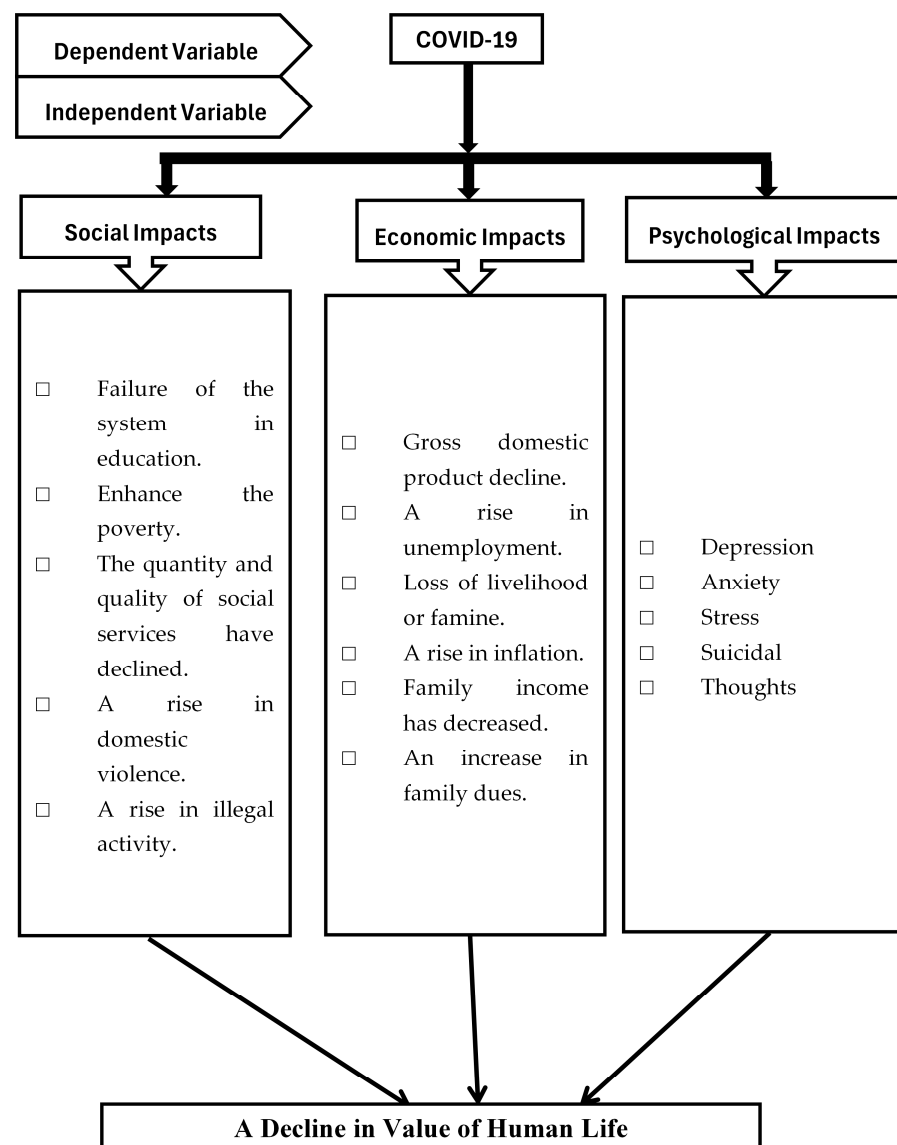 Dependent Variable
COVID-19
Independent Variable
Social Impacts
Economic Impacts
Psychological Impacts
□ Failure of the
system in
education.
□ Enhance the
poverty.
□ The quantity and
quality of social
services have
declined.
□ A rise in
domestic
violence.
□ A rise in illegal
activity.
□ Gross domestic
product decline.
□ A rise in
unemployment.
□ Loss of livelihood
or famine.
□ A rise in inflation.
□ Family income
has decreased.
□ An increase in
family dues.
□ Depression
□ Anxiety
□ Stress
□ Suicidal
□ Thoughts
A Decline in Value of Human Life